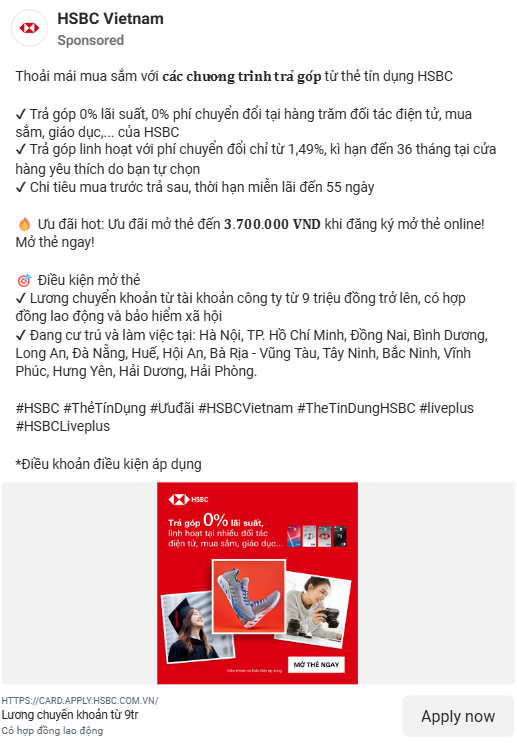 HSBC Vietnam
Sponsored
Thoải mái mua sắm với các chương trình trả góp từ thẻ tín dụng HSBC
✓ Trả góp 0% lãi suất, 0% phí chuyển đổi tại hàng trăm đối tác điện tử, mua
sắm, giáo dục,... của HSBC
✓ Trả góp linh hoạt với phí chuyển đổi chỉ từ 1,49%, kì hạn đến 36 tháng tại cửa
hàng yêu thích do bạn tự chọn
✓ Chi tiêu mua trước trả sau, thời hạn miễn lãi đến 55 ngày
🔥 Ưu đãi hot: Ưu đãi mở thẻ đến 3.700.000 VND khi đăng ký mở thẻ online!
Mở thẻ ngay!
🎯 Điều kiện mở thẻ
✓ Lương chuyển khoản từ tài khoản công ty từ 9 triệu đồng trở lên, có hợp
đồng lao động và bảo hiểm xã hội
✓ Đang cư trú và làm việc tại: Hà Nội, TP. Hồ Chí Minh, Đồng Nai, Bình Dương,
Long An, Đà Nẵng, Huế, Hội An, Bà Rịa - Vũng Tàu, Tây Ninh, Bắc Ninh, Vĩnh
Phúc, Hưng Yên, Hải Dương, Hải Phòng.
#HSBC #ThẻTínDụng #Ưuđãi #HSBCVietnam #TheTinDungHSBC #liveplus
#HSBCLiveplus
*Điều khoản điều kiện áp dụng
HSBC
Trả góp 0% lãi suất,
linh hoạt tại nhiều đối tác
điện tử, mua sắm, giáo dục...
MỞ THẺ NGAY
HTTPS://CARD.APPLY.HSBC.COM.VN/
Lương chuyển khoản từ 9tr
Có hợp đồng lao động
Apply now